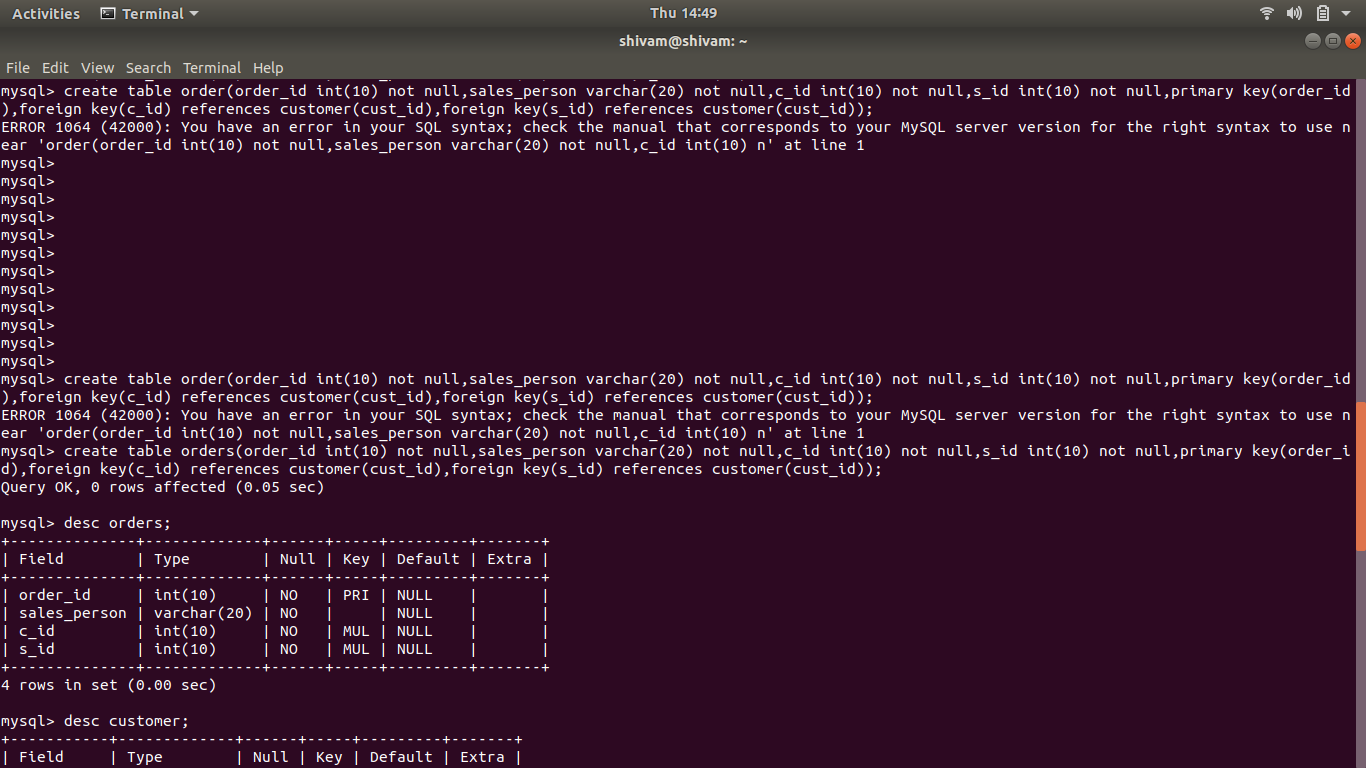 Activities Terminal Thu 14:49
shivam@shivam: ~
File Edit View Search Terminal Help
mysql> create table order(order_id int(10) not null,sales_person varchar(20) not null,c_id int(10) not null,s_id int(10) not null,primary key(order_id
),foreign key(c_id) references customer(cust_id),foreign key(s_id) references customer(cust_id));
ERROR 1064 (42000): You have an error in your SQL syntax; check the manual that corresponds to your MySQL server version for the right syntax to use n
ear 'order(order_id int(10) not null,sales_person varchar(20) not null,c_id int(10) n' at line 1
mysql>
mysql>
mysql>
mysql>
mysql>
mysql>
mysql>
mysql>
mysql>
mysql>
mysql>
mysql>
mysql> create table order(order_id int(10) not null,sales_person varchar(20) not null,c_id int(10) not null,s_id int(10) not null,primary key(order_id
),foreign key(c_id) references customer(cust_id),foreign key(s_id) references customer(cust_id));
ERROR 1064 (42000): You have an error in your SQL syntax; check the manual that corresponds to your MySQL server version for the right syntax to use n
ear 'order(order_id int(10) not null,sales_person varchar(20) not null,c_id int(10) n' at line 1
mysql> create table orders(order_id int(10) not null,sales_person varchar(20) not null,c_id int(10) not null,s_id int(10) not null,primary key(order_i
d),foreign key(c_id) references customer(cust_id),foreign key(s_id) references customer(cust_id));
Query OK, 0 rows affected (0.05 sec)

mysql> desc orders;
+--------------+-------------+------+-----+---------+-------+
| Field        | Type        | Null | Key | Default | Extra |
+--------------+-------------+------+-----+---------+-------+
| order_id     | int(10)     | NO   | PRI | NULL    |       |
| sales_person | varchar(20) | NO   |     | NULL    |       |
| c_id         | int(10)     | NO   | MUL | NULL    |       |
| s_id         | int(10)     | NO   | MUL | NULL    |       |
+--------------+-------------+------+-----+---------+-------+
4 rows in set (0.00 sec)

mysql> desc customer;
+-----------+-------------+------+-----+---------+-------+
| Field     | Type        | Null | Key | Default | Extra |